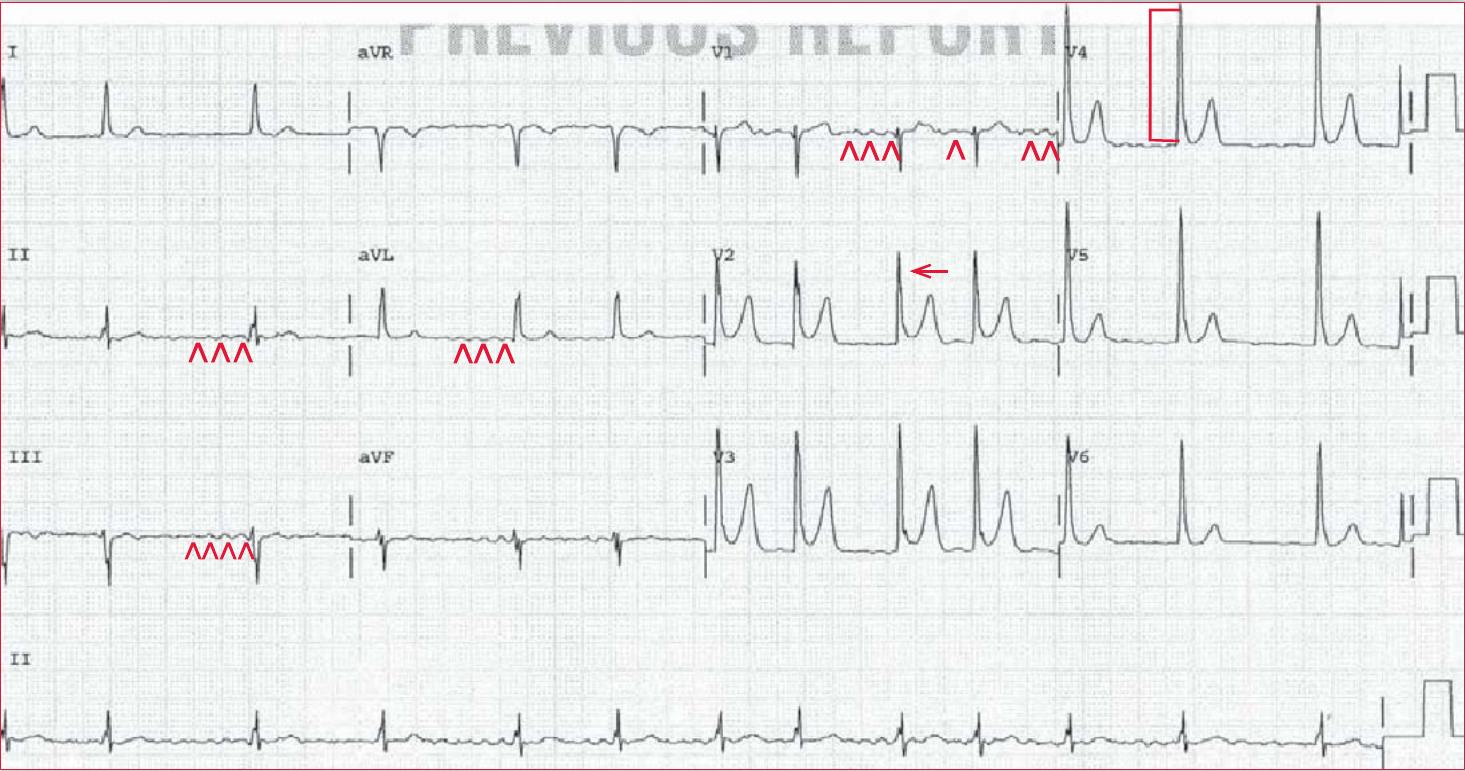 PREVIOUS REPORT
I aVR V1 V4
II aVL V2 V5
III aVF V3 V6
II